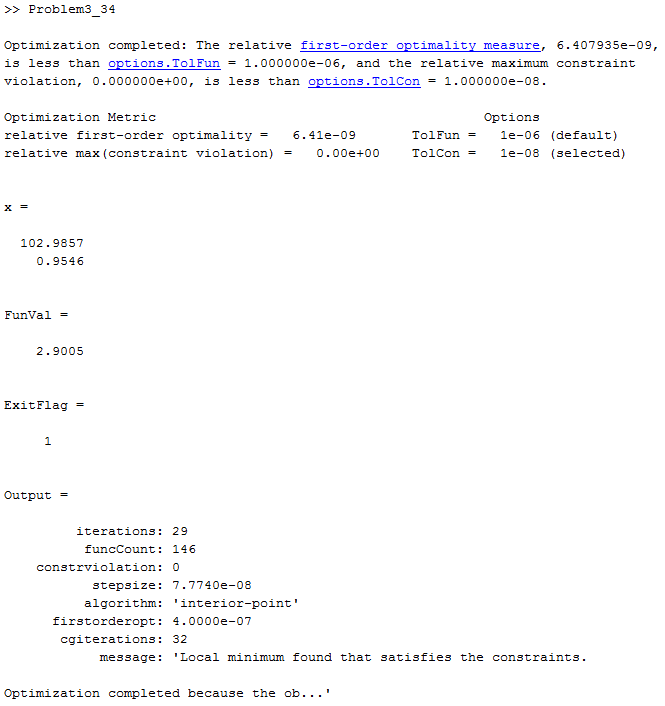 >> Problem3_34
Optimization completed: The relative first-order optimality measure, 6.407935e-09,
is less than options.TolFun = 1.000000e-06, and the relative maximum constraint
violation, 0.000000e+00, is less than options.TolCon = 1.000000e-08.
Optimization Metric Options
relative first-order optimality = 6.41e-09 TolFun = 1e-06 (default)
relative max(constraint violation) = 0.00e+00 TolCon = 1e-08 (selected)
x =
102.9857
0.9546
FunVal =
2.9005
ExitFlag =
1
Output =
iterations: 29
funcCount: 146
constrviolation: 0
stepsize: 7.7740e-08
algorithm: 'interior-point'
firstorderopt: 4.0000e-07
cgiterations: 32
message: 'Local minimum found that satisfies the constraints.
Optimization completed because the ob...'